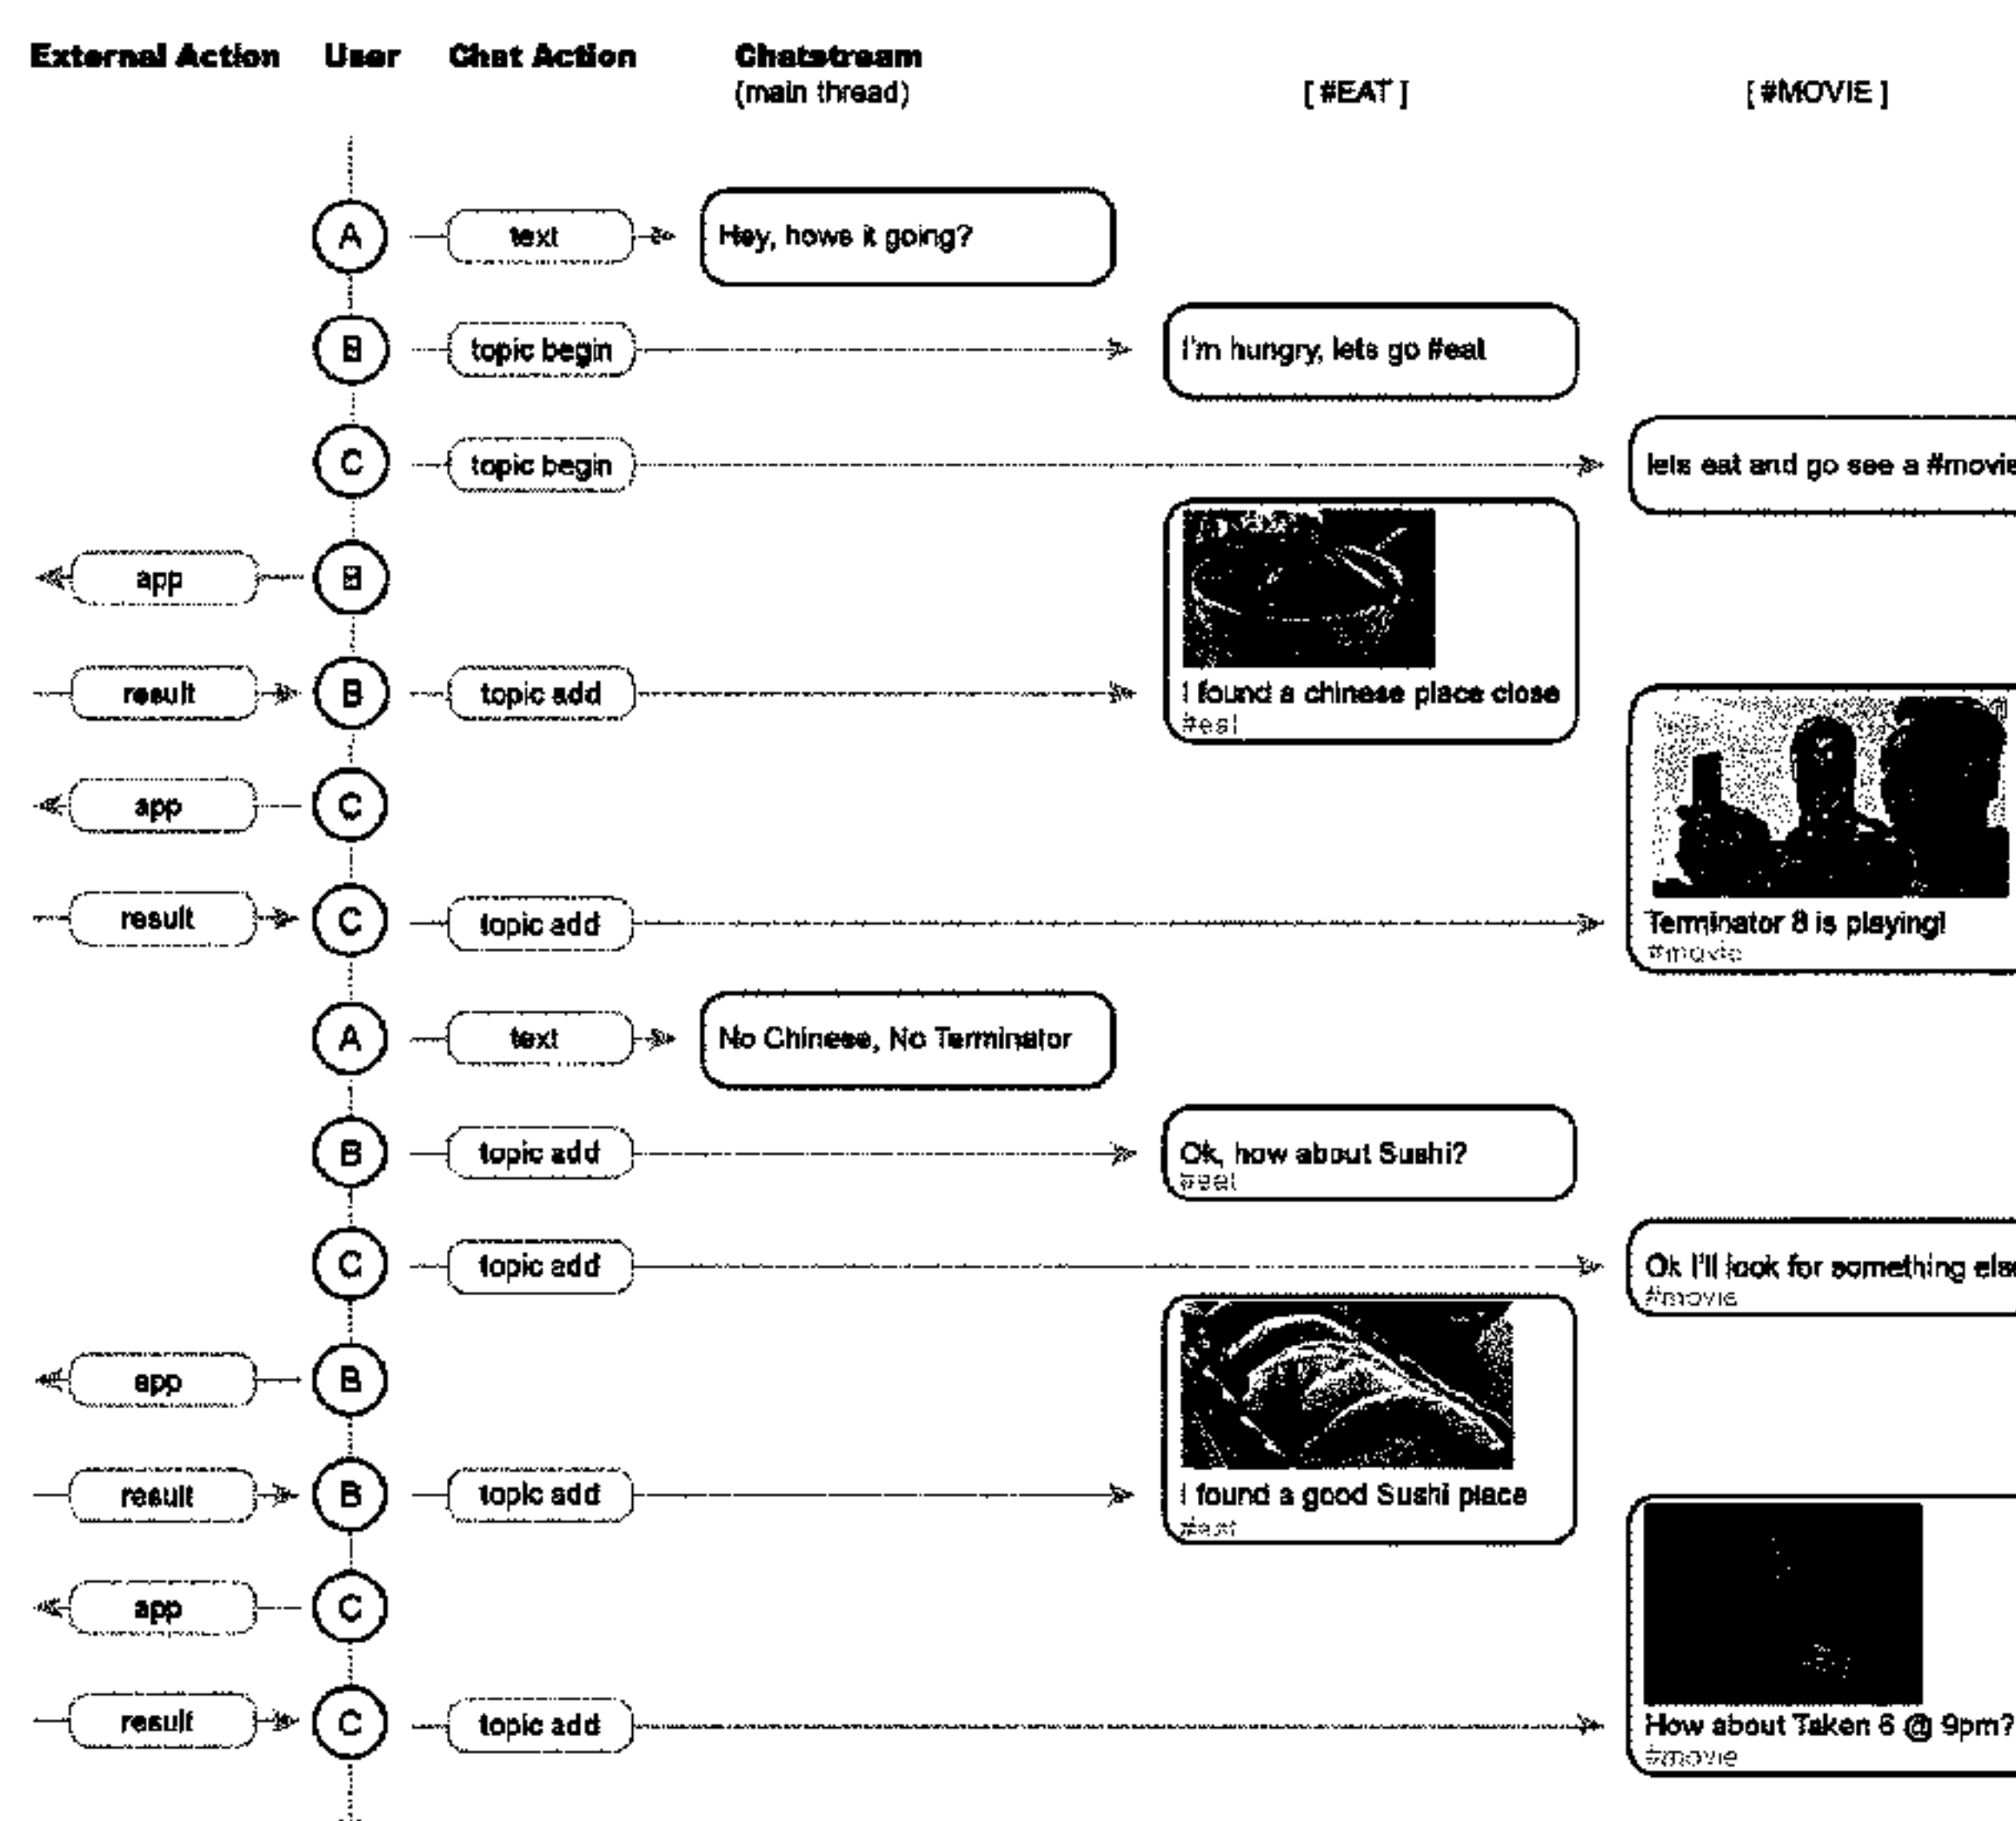 External Action User Chat Action Chatstream
(main thread) [ #EAT ] [ #MOVIE ]
A text Hey, hows it going?
B topic begin I'm hungry, lets go #eat
C topic begin lets eat and go see a #movie
app B
result B topic add I found a chinese place close
#eat
app C
result C topic add Terminator 8 is playing!
#movie
A text No Chinese, No Terminator
B topic add Ok, how about Sushi?
#eat
C topic add Ok I'll look for something else
#movie
app B
result B topic add I found a good Sushi place
#eat
app C
result C topic add How about Taken 6 @ 9pm?
#movie